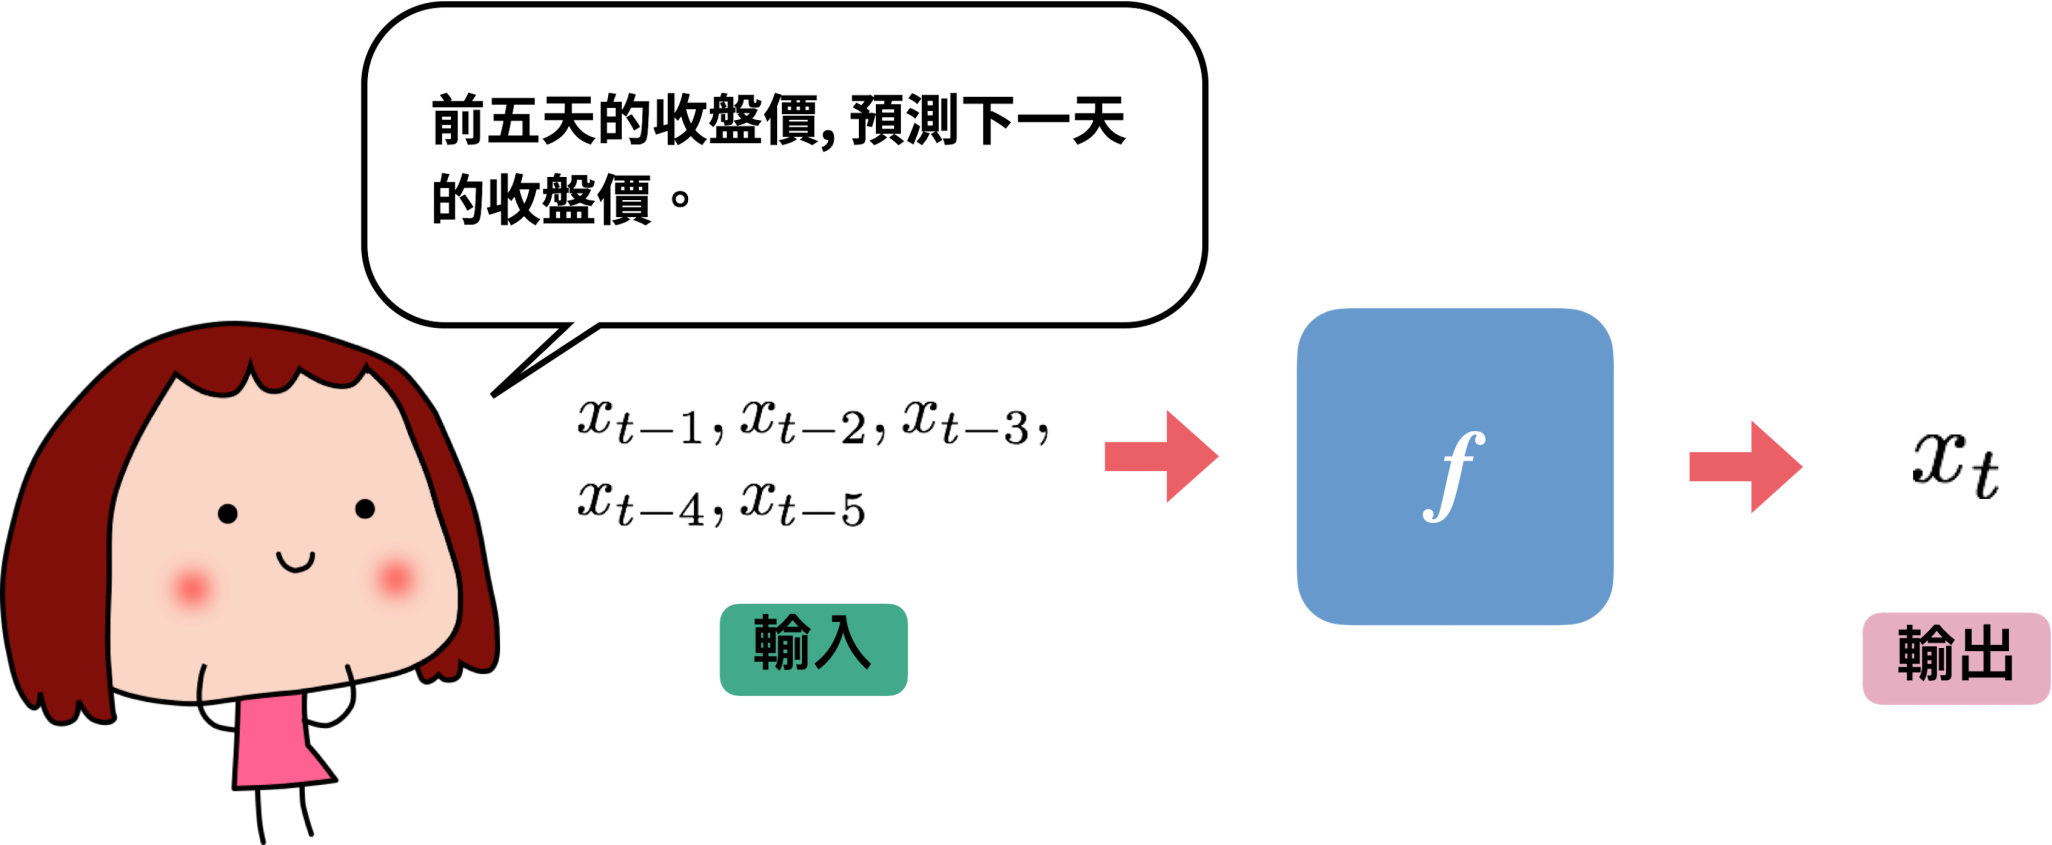 前五天的收盤價, 預測下一天
的收盤價。
x_{t-1}, x_{t-2}, x_{t-3},
x_{t-4}, x_{t-5}
f
x_t
輸入
輸出